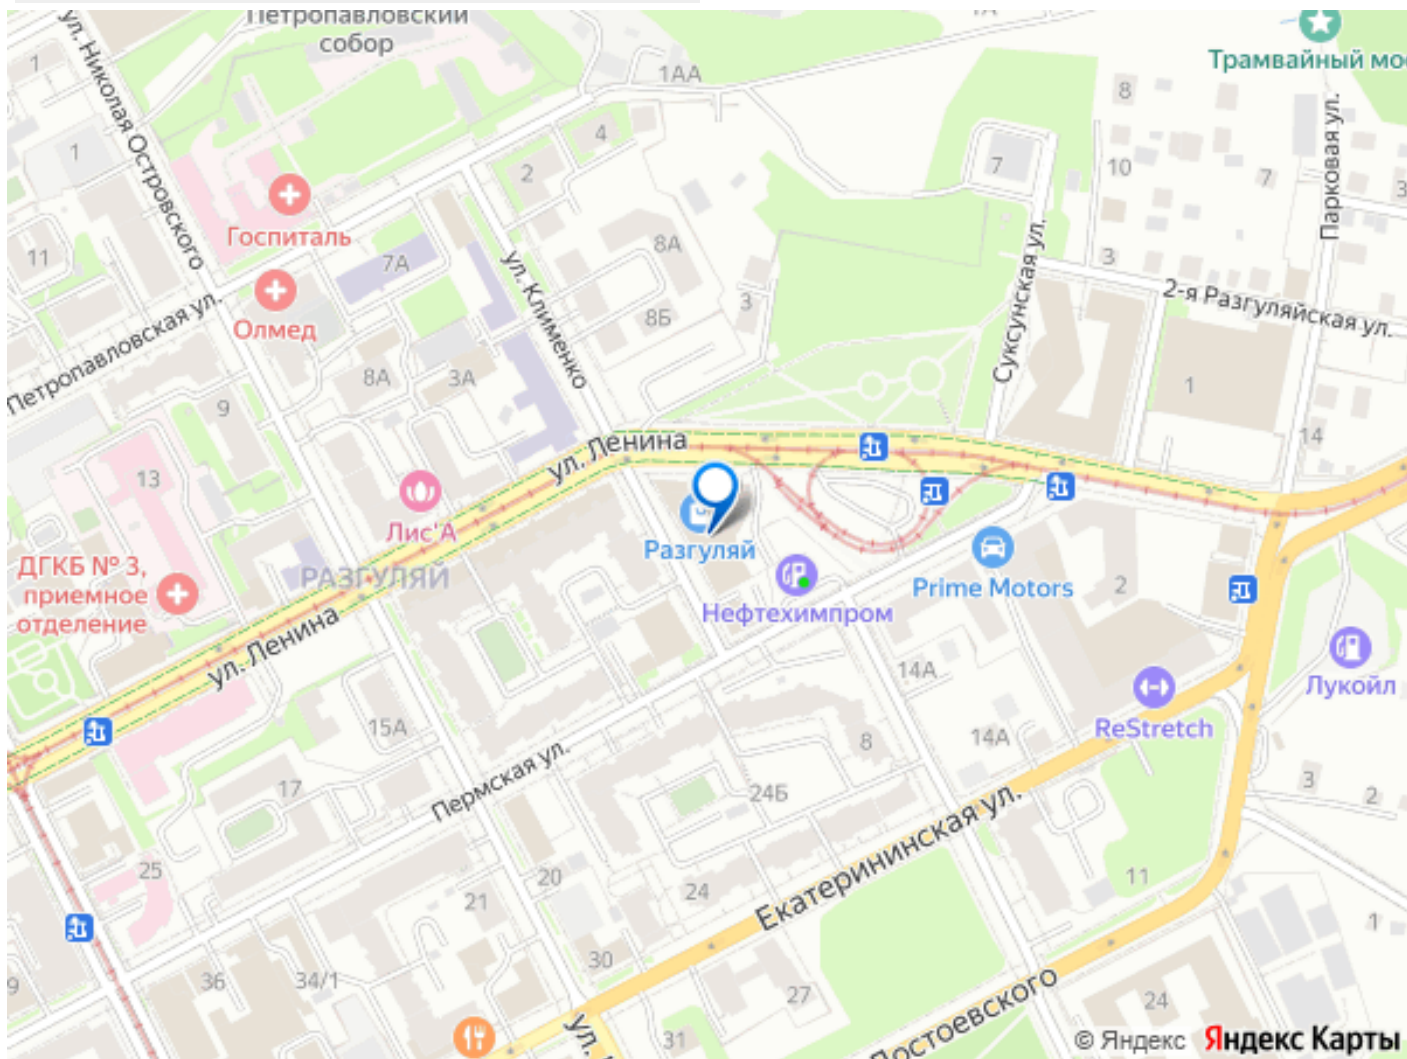 Петропавловский
собор
1А
1АА
Трамвайный мос
ул. Николая Островского
1
1
4
2
8
10
7
7
3
Парковая ул.
Госпиталь
11
7А
8А
ул. Клименко
Суксунская ул.
3
2-я Разгуляйская ул.
Олмед
Петропавловская ул.
8Б
3
8А
3А
9
1
14
ул. Ленина
13
Лис'А
Разгуляй
РАЗГУЛЯЙ
ДГКБ № 3,
приемное
отделение
Нефтехимпром
Prime Motors
2
ул. Ленина
14А
Лукойл
ReStretch
15А
14А
8
Пермская ул.
17
24Б
3
2
Екатерининская ул.
25
20
24
11
21
1
30
36
34/1
9
27
24
31
Достоевского
ул.
© Яндекс Яндекс Карты